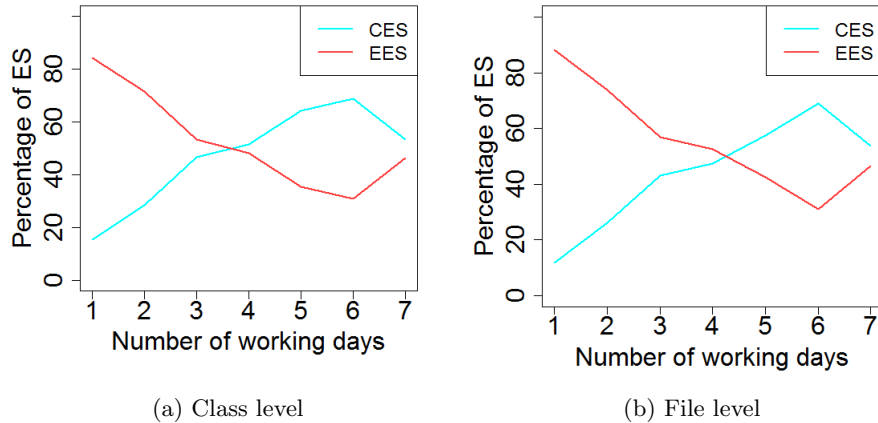 CES
EES
Percentage of ES
80
60
40
20
0
1 2 3 4 5 6 7
Number of working days
(a) Class level
CES
EES
Percentage of ES
80
60
40
20
0
1 2 3 4 5 6 7
Number of working days
(b) File level